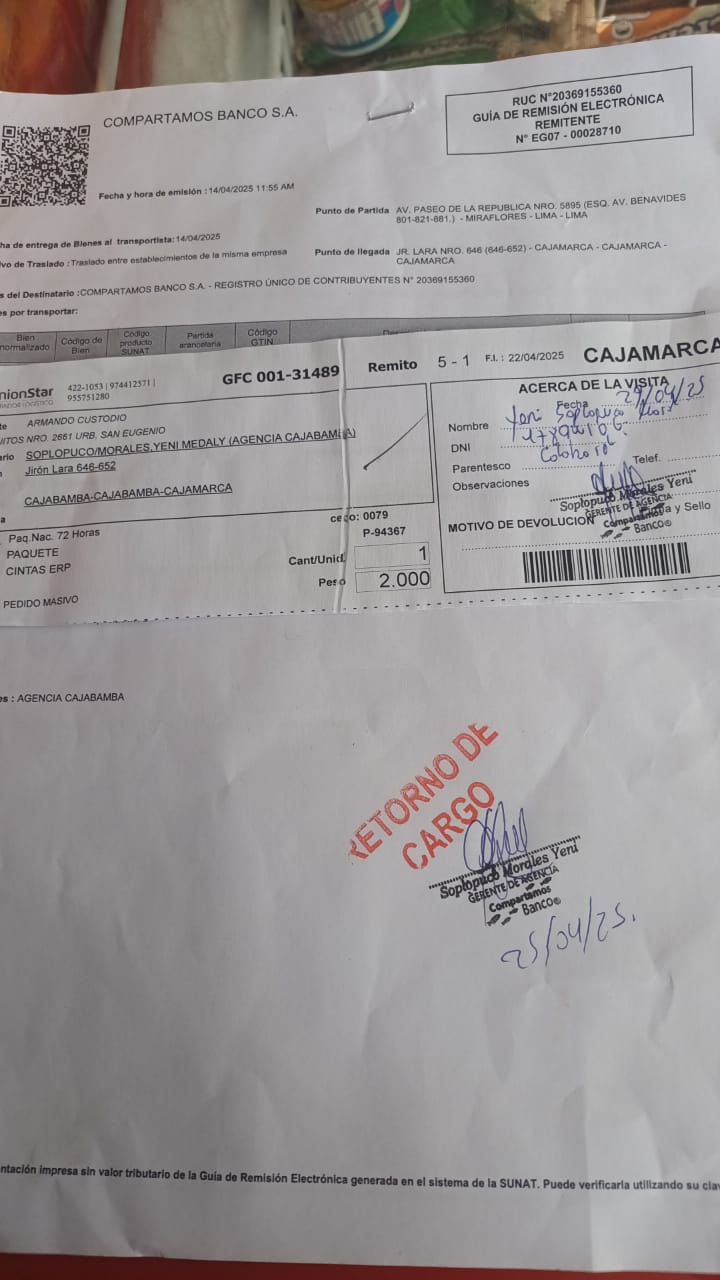 COMPARTAMOS BANCO S.A.
RUC N°20369155360
GUÍA DE REMISIÓN ELECTRÓNICA
REMITENTE
N° EG07 - 00028710
Fecha y hora de emisión : 14/04/2025 11:55 AM
ha de entrega de Bienes al transportista: 14/04/2025
Punto de Partida AV. PASEO DE LA REPUBLICA NRO. 5895 (ESQ. AV. BENAVIDES
801-821-881.) - MIRAFLORES - LIMA - LIMA
ivo de Traslado : Traslado entre establecimientos de la misma empresa
Punto de llegada JR. LARA NRO. 646 (646-652) - CAJAMARCA - CAJAMARCA -
CAJAMARCA
s del Destinatario : COMPARTAMOS BANCO S.A. - REGISTRO ÚNICO DE CONTRIBUYENTES N° 20369155360
es por transportar:
Bien normalizado
Código de Bien
Código producto SUNAT
Partida arancelaria
Código GTIN
nionStar
422-1053 | 974412571 |
955751280
GFC 001-31489
Remito 5 - 1 F.I. : 22/04/2025 CAJAMARCA
te ARMANDO CUSTODIO
UITOS NRO. 2661 URB. SAN EUGENIO
ario SOPLOPUCO/MORALES.YENI MEDALY (AGENCIA CAJABAMBA)
Jirón Lara 646-652
CAJABAMBA-CAJABAMBA-CAJAMARCA
Paq.Nac. 72 Horas
PAQUETE
CINTAS ERP
PEDIDO MASIVO
ceco: 0079
P-94367
Cant/Unid. 1
Peso 2.000
ACERCA DE LA VISITA
Fecha
Nombre Yeni
DNI
Parentesco
Telef.
Observaciones
Soplopuco Morales Yeni
GERENTE DE AGENCIA
Compartamos
Banco
MOTIVO DE DEVOLUCION
y Sello
es : AGENCIA CAJABAMBA
RETORNO DE
CARGO
Soplopuco Morales Yeni
GERENTE DE AGENCIA
Compartamos
Banco
25/04/25.
ntación impresa sin valor tributario de la Guía de Remisión Electrónica generada en el sistema de la SUNAT. Puede verificarla utilizando su clav